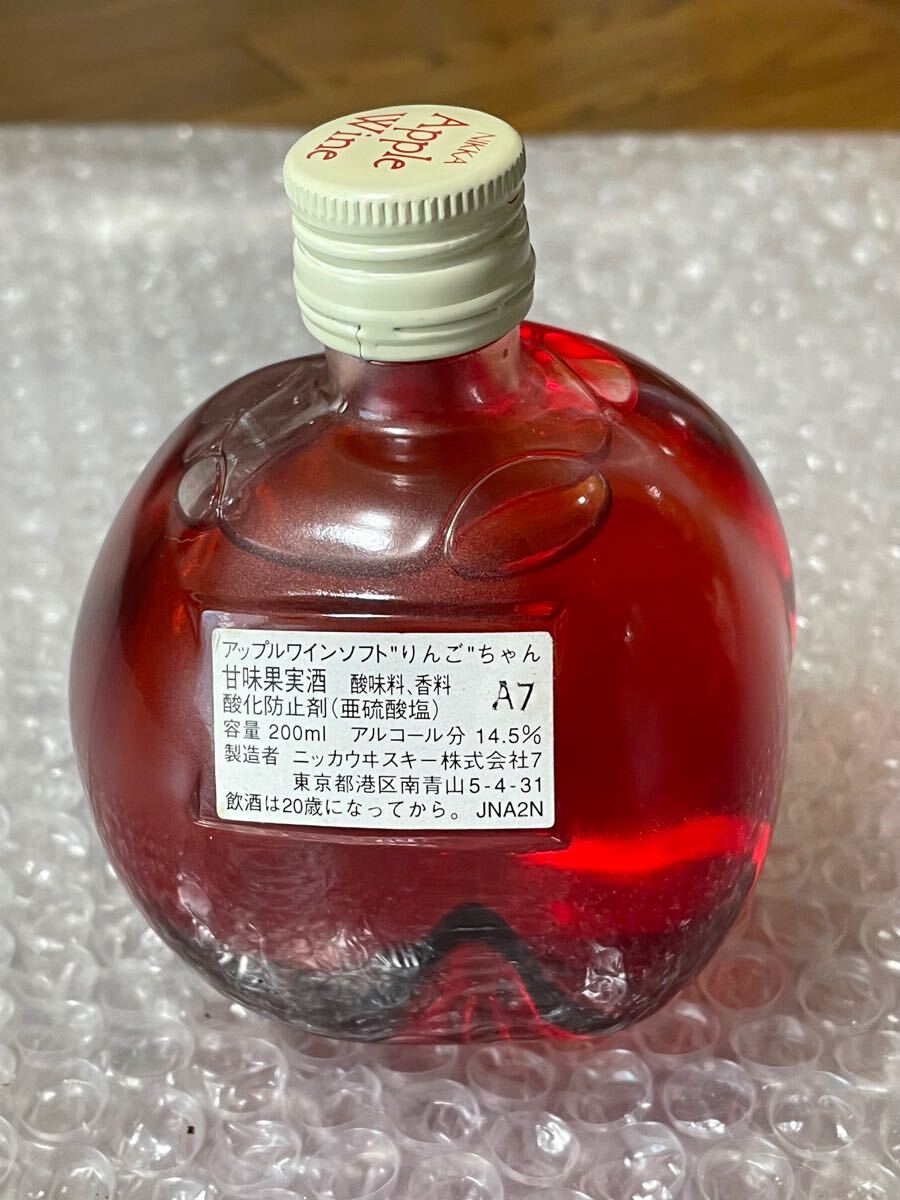 NIKKA
Apple
Wine
アップルワインソフト"りんご"ちゃん
甘味果実酒 酸味料、香料 A7
酸化防止剤(亜硫酸塩)
容量 200ml アルコール分 14.5%
製造者 ニッカウヰスキー株式会社7
東京都港区南青山5-4-31
飲酒は20歳になってから。 JNA2N